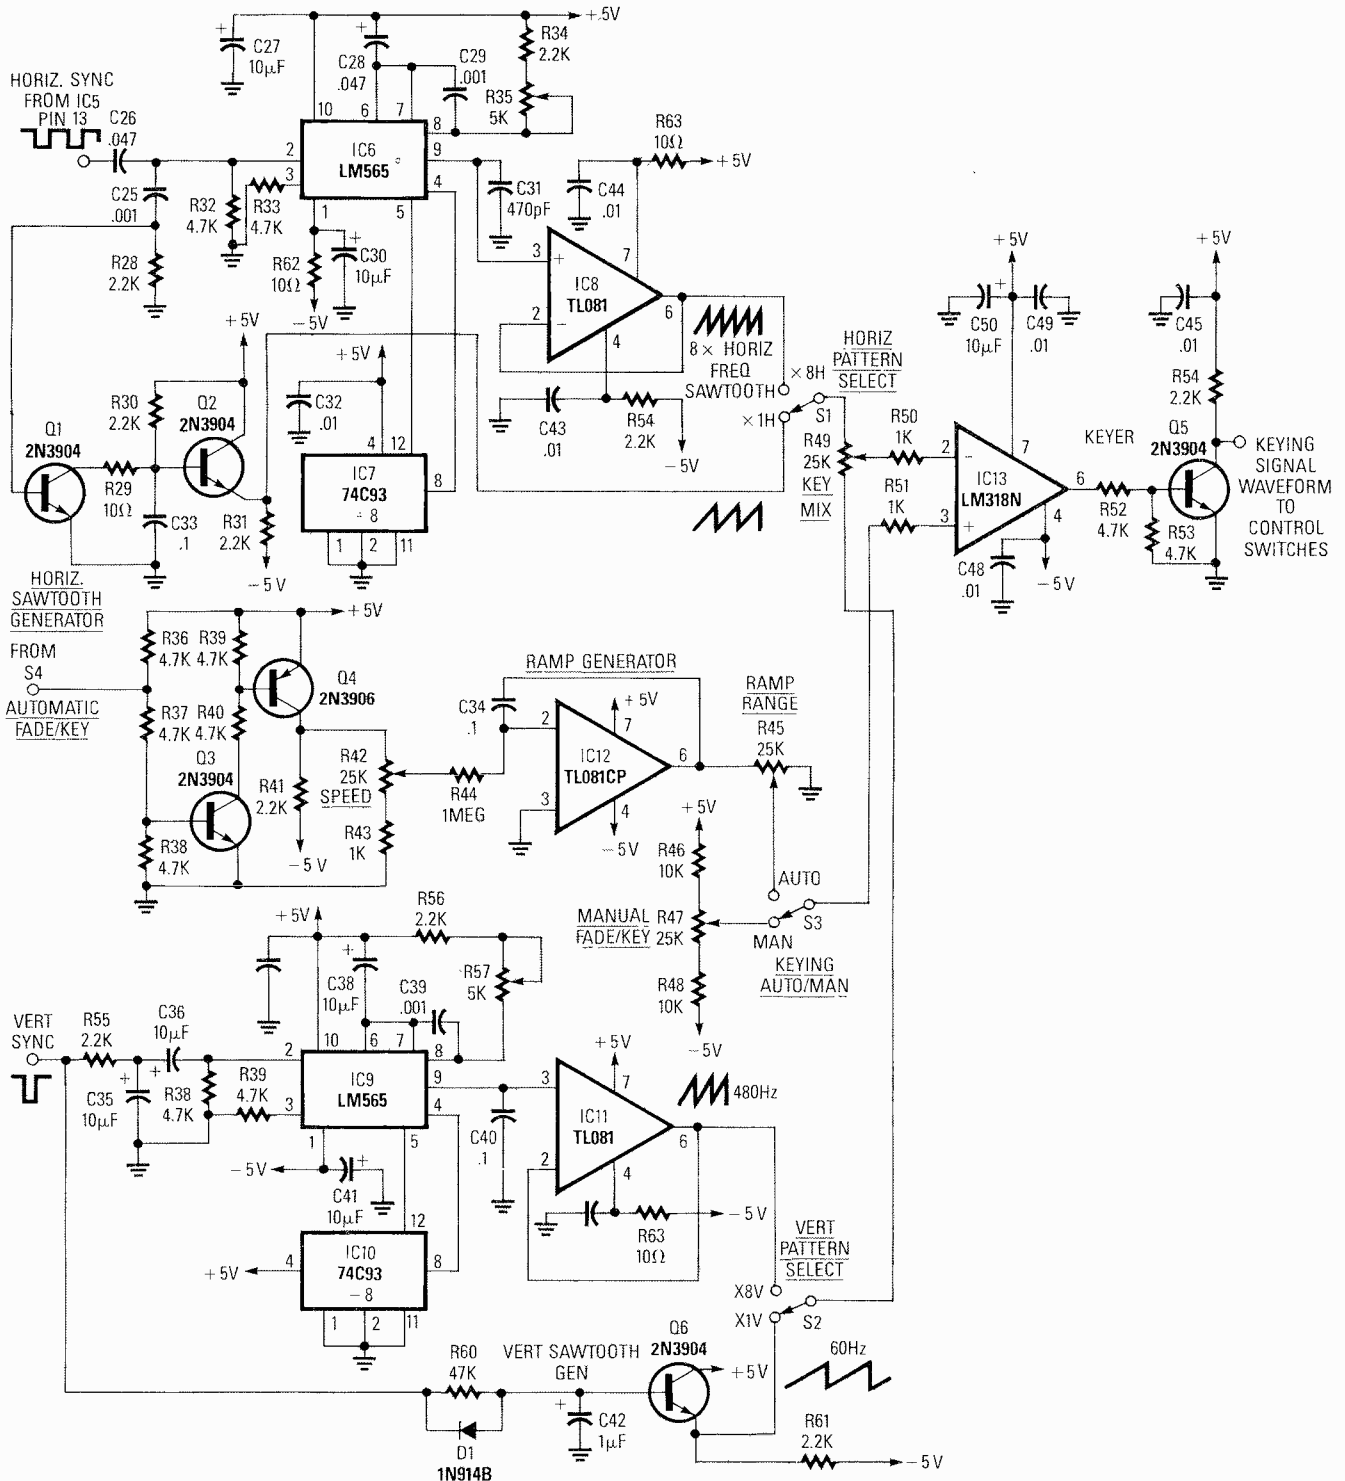 +5V
C27
10µF
C28
.047
C29
.001
R34
2.2K
R35
5K
HORIZ. SYNC
FROM IC5
PIN 13
C26
.047
C25
.001
10
6
7
8
2
3
9
4
1
5
IC6
LM565
R32
4.7K
R33
4.7K
R28
2.2K
R62
10Ω
C30
10µF
−5V
C31
470pF
C44
.01
R63
10Ω
+5V
3
+
2
−
7
4
6
IC8
TL081
8 × HORIZ
FREQ
SAWTOOTH
C43
.01
R54
2.2K
−5V
×8H
×1H
S1
HORIZ
PATTERN
SELECT
+5V
R30
2.2K
Q2
2N3904
Q1
2N3904
R29
10Ω
C33
.1
R31
2.2K
−5V
HORIZ.
SAWTOOTH
GENERATOR
+5V
C32
.01
4
12
8
IC7
74C93
÷8
1
2
11
R49
25K
KEY
MIX
R50
1K
R51
1K
+5V
C50
10µF
C49
.01
2
−
3
+
7
6
4
IC13
LM318N
C48
.01
−5V
KEYER
R52
4.7K
R53
4.7K
+5V
C45
.01
R54
2.2K
Q5
2N3904
KEYING
SIGNAL
WAVEFORM
TO
CONTROL
SWITCHES
FROM
S4
AUTOMATIC
FADE/KEY
+5V
R36
4.7K
R39
4.7K
R37
4.7K
R40
4.7K
Q4
2N3906
Q3
2N3904
R38
4.7K
R41
2.2K
−5V
R42
25K
SPEED
R43
1K
R44
1MEG
RAMP GENERATOR
C34
.1
2
3
+5V
7
IC12
TL081CP
4
−5V
6
RAMP
RANGE
R45
25K
+5V
R46
10K
MANUAL
FADE/KEY
R47
25K
R48
10K
−5V
AUTO
MAN
S3
KEYING
AUTO/MAN
+5V
R56
2.2K
R57
5K
C38
10µF
C39
.001
VERT
SYNC
R55
2.2K
C36
10µF
C35
10µF
R38
4.7K
R39
4.7K
10
6
7
8
2
3
9
4
1
5
IC9
LM565
−5V
C41
10µF
C40
.1
+5V
3
2
7
4
6
IC11
TL081
480Hz
R63
10Ω
−5V
+5V
4
12
8
IC10
74C93
−8
1
2
11
VERT
PATTERN
SELECT
X8V
X1V
S2
R60
47K
D1
1N914B
VERT SAWTOOTH
GEN
C42
1µF
Q6
2N3904
+5V
60Hz
R61
2.2K
−5V